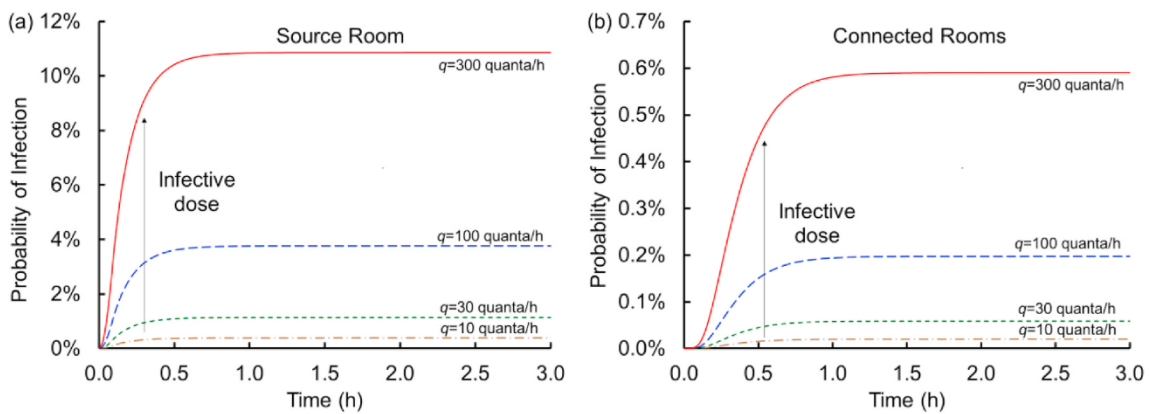 (a)
Source Room
12%
10%
8%
6%
4%
2%
0%
Probability of Infection
q=300 quanta/h
Infective
dose
q=100 quanta/h
q=30 quanta/h
q=10 quanta/h
0.0 0.5 1.0 1.5 2.0 2.5 3.0
Time (h)
(b)
Connected Rooms
0.7%
0.6%
0.5%
0.4%
0.3%
0.2%
0.1%
0.0%
Probability of Infection
q=300 quanta/h
Infective
dose
q=100 quanta/h
q=30 quanta/h
q=10 quanta/h
0.0 0.5 1.0 1.5 2.0 2.5 3.0
Time (h)